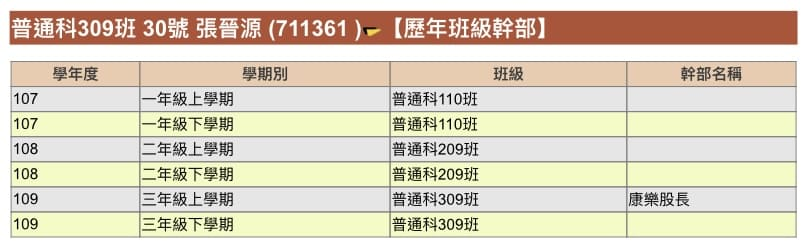 普通科309班 30號 張晉源 (711361 ) 【歷年班級幹部】
學年度 學期別 班級 幹部名稱
107 一年級上學期 普通科110班
107 一年級下學期 普通科110班
108 二年級上學期 普通科209班
108 二年級下學期 普通科209班
109 三年級上學期 普通科309班 康樂股長
109 三年級下學期 普通科309班